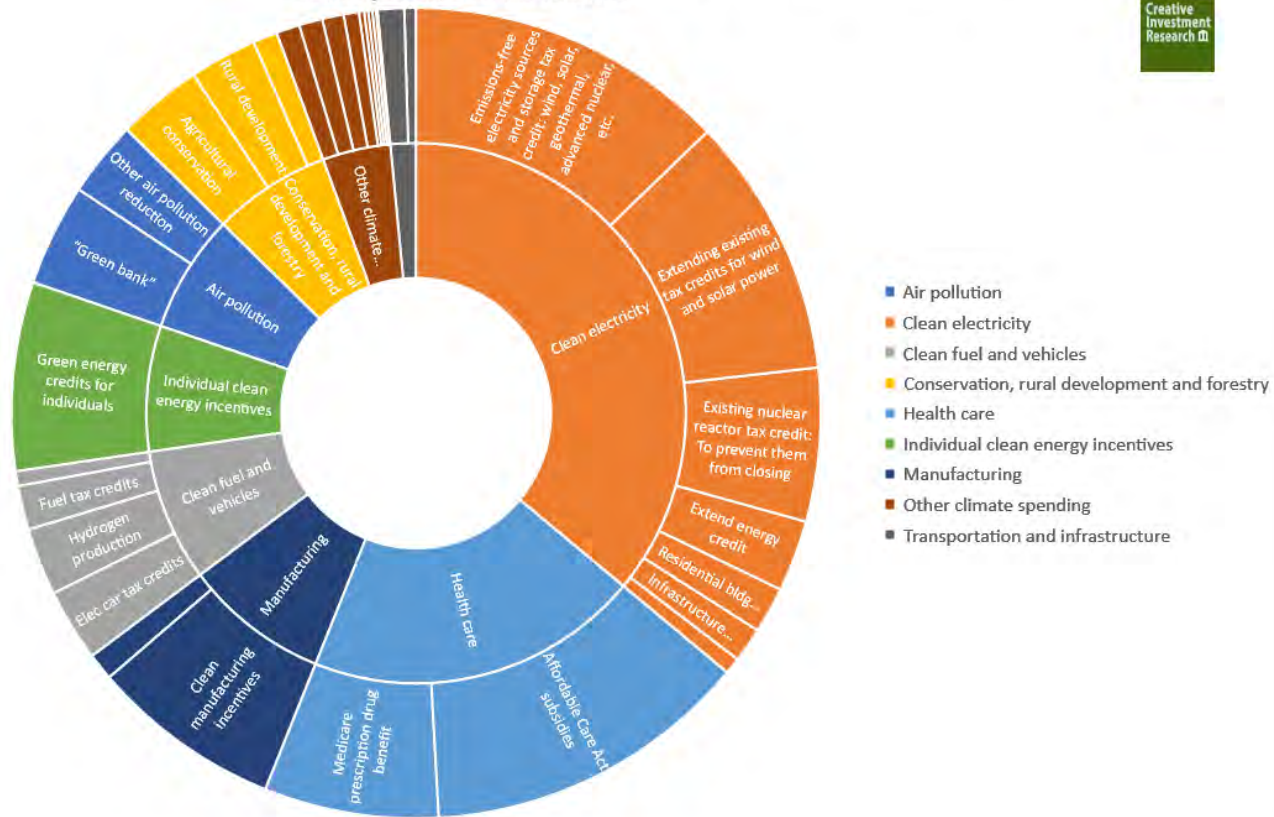 Creative
Investment
Research
Emissions-free
electricity sources
and storage tax
credit: wind, solar,
geothermal,
advanced nuclear,
etc.
Extending existing
tax credits for wind
and solar power
Existing nuclear
reactor tax credit:
To prevent them
from closing
Extend energy
credit
Residential bldg...
Infrastructure...
Clean electricity
Affordable Care Act
subsidies
Medicare
prescription drug
benefit
Health care
Clean
manufacturing
incentives
Manufacturing
Elec car tax credits
Hydrogen
production
Fuel tax credits
Clean fuel and
vehicles
Green energy
credits for
individuals
Individual clean
energy incentives
"Green bank"
Other air pollution
reduction
Air pollution
Agricultural
conservation
Rural development
Conservation, rural
development and
forestry
Other climate...
Air pollution
Clean electricity
Clean fuel and vehicles
Conservation, rural development and forestry
Health care
Individual clean energy incentives
Manufacturing
Other climate spending
Transportation and infrastructure